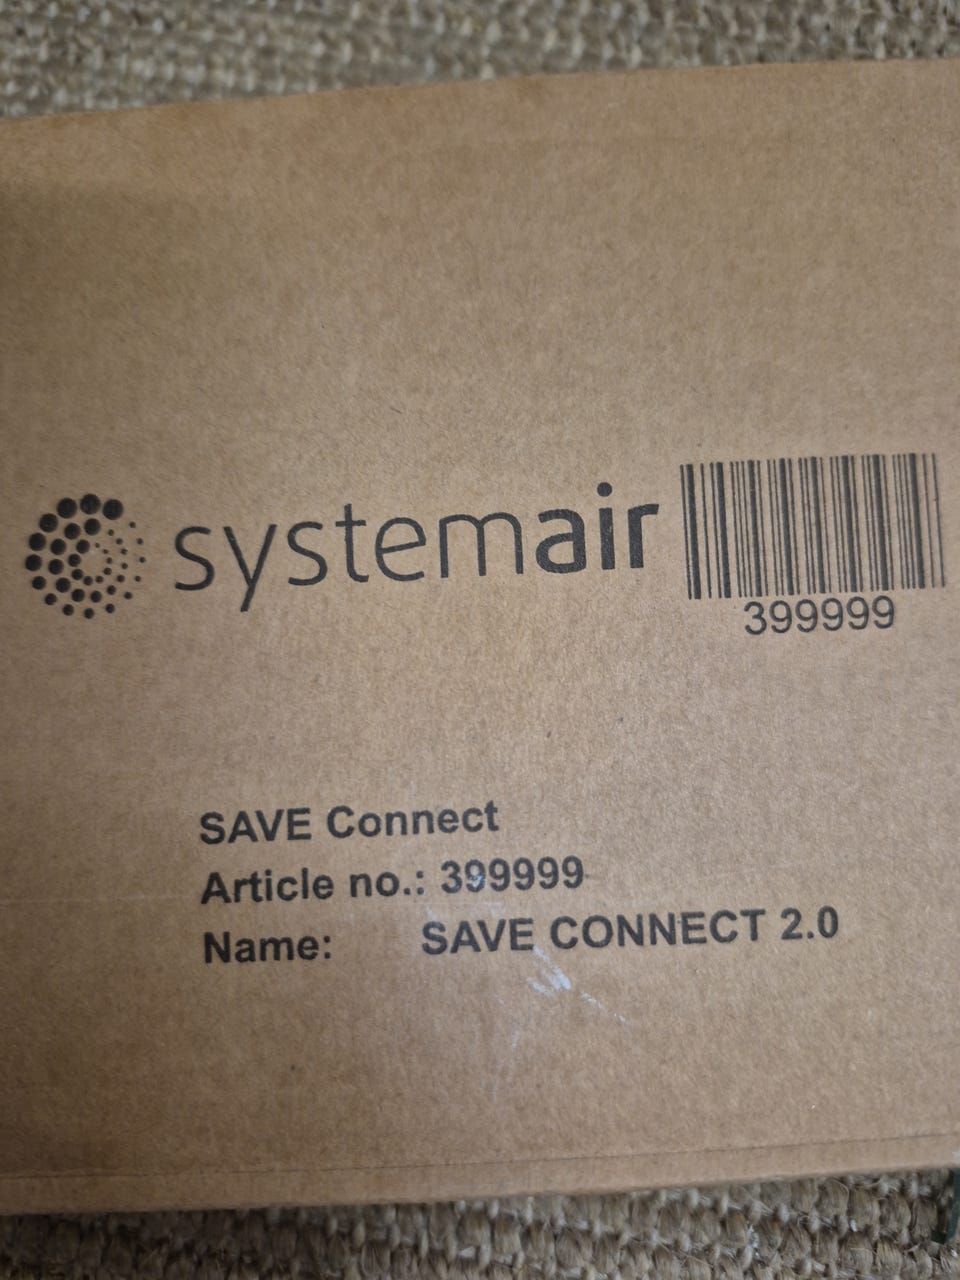 systemair
399999
SAVE Connect
Article no.: 399999
Name: SAVE CONNECT 2.0